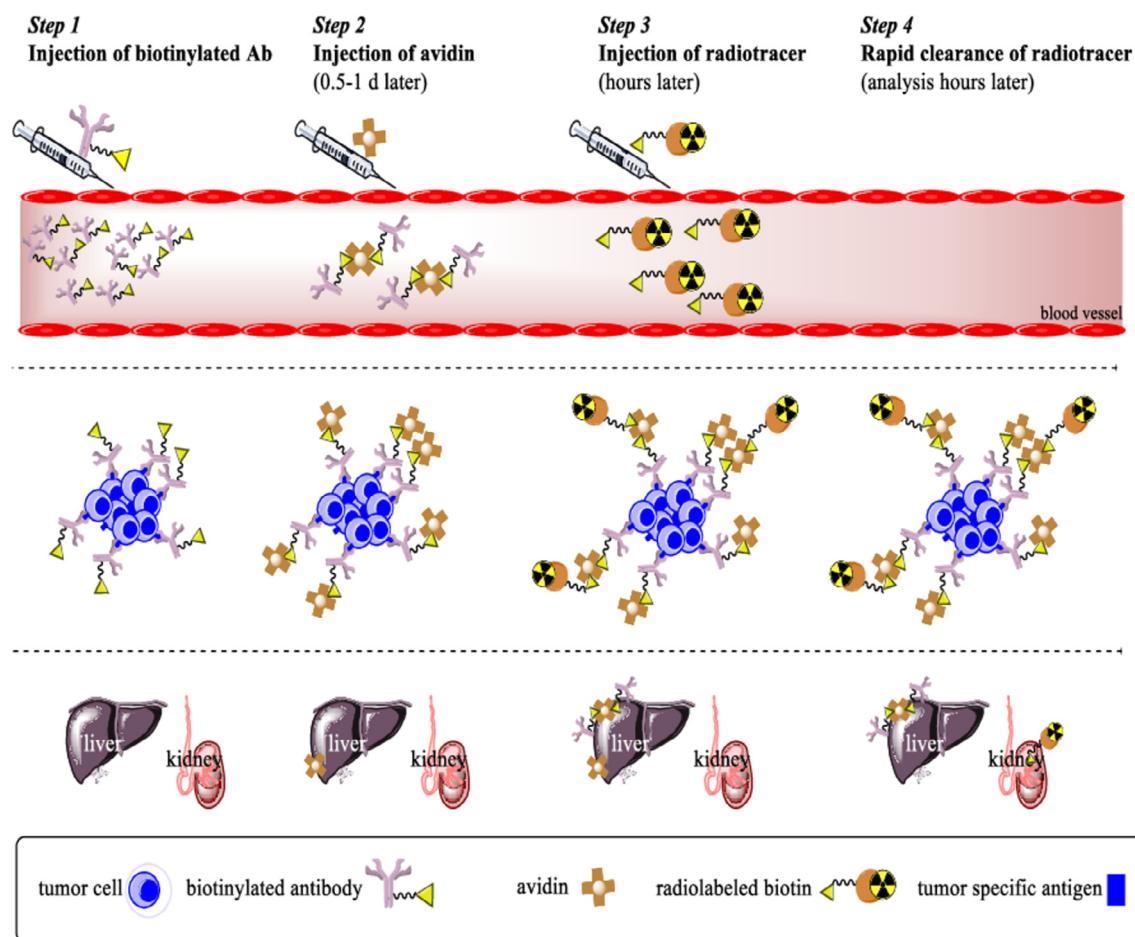 Step 1
Injection of biotinylated Ab
Step 2
Injection of avidin
(0.5-1 d later)
Step 3
Injection of radiotracer
(hours later)
Step 4
Rapid clearance of radiotracer
(analysis hours later)
blood vessel
liver
kidney
liver
kidney
liver
kidney
liver
kidney
tumor cell
biotinylated antibody
avidin
radiolabeled biotin
tumor specific antigen